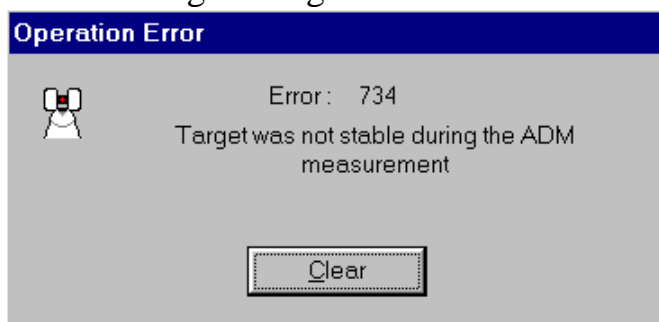 Operation Error
Error: 734
Target was not stable during the ADM
measurement
Clear